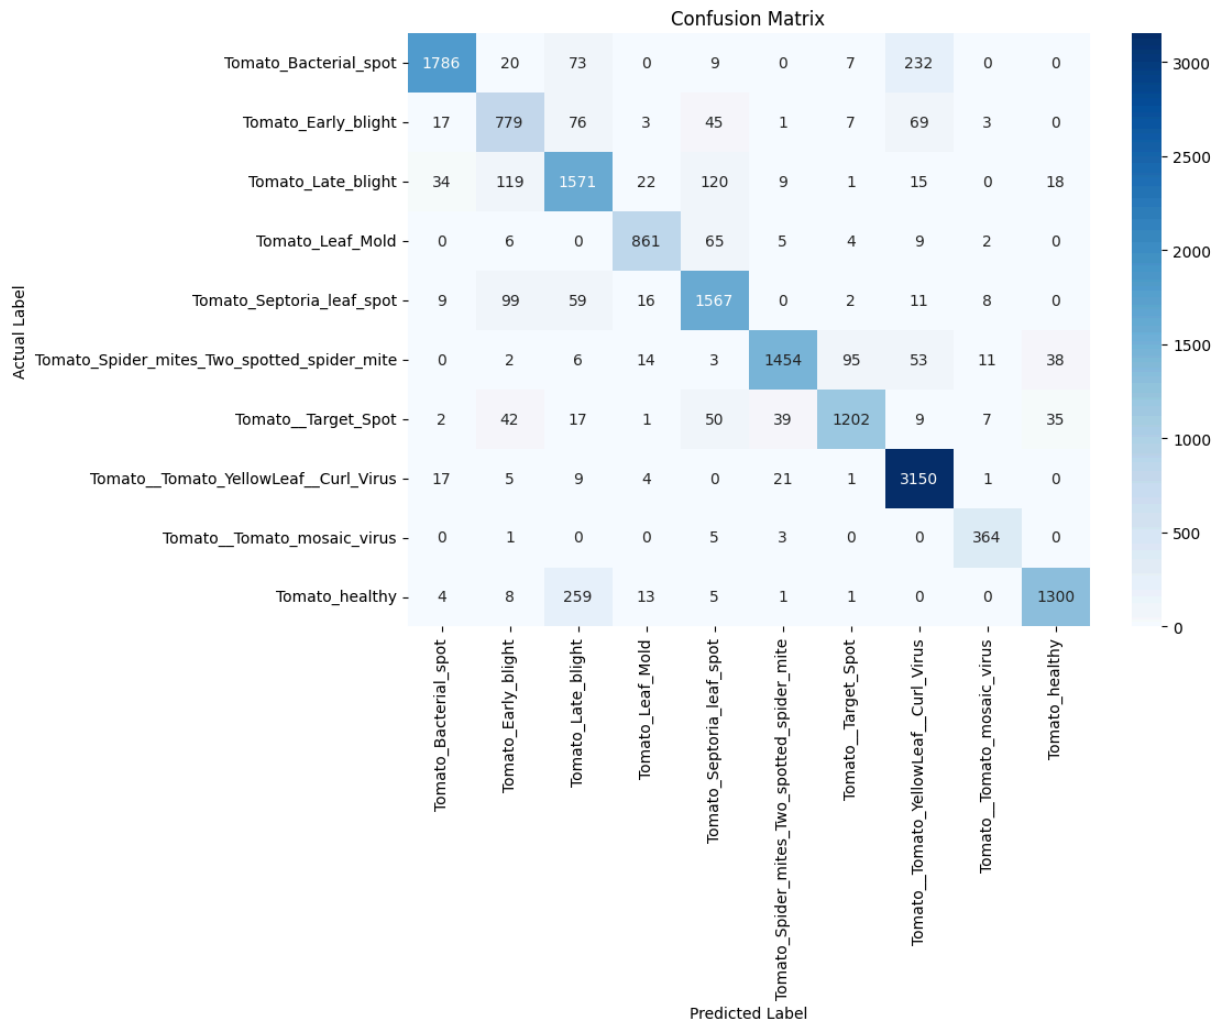 Confusion Matrix
Actual Label
Tomato_Bacterial_spot 1786 20 73 0 9 0 7 232 0 0
Tomato_Early_blight 17 779 76 3 45 1 7 69 3 0
Tomato_Late_blight 34 119 1571 22 120 9 1 15 0 18
Tomato_Leaf_Mold 0 6 0 861 65 5 4 9 2 0
Tomato_Septoria_leaf_spot 9 99 59 16 1567 0 2 11 8 0
Tomato_Spider_mites_Two_spotted_spider_mite 0 2 6 14 3 1454 95 53 11 38
Tomato__Target_Spot 2 42 17 1 50 39 1202 9 7 35
Tomato__Tomato_YellowLeaf__Curl_Virus 17 5 9 4 0 21 1 3150 1 0
Tomato__Tomato_mosaic_virus 0 1 0 0 5 3 0 0 364 0
Tomato_healthy 4 8 259 13 5 1 1 0 0 1300
Tomato_Bacterial_spot
Tomato_Early_blight
Tomato_Late_blight
Tomato_Leaf_Mold
Tomato_Septoria_leaf_spot
Tomato_Spider_mites_Two_spotted_spider_mite
Tomato__Target_Spot
Tomato__Tomato_YellowLeaf__Curl_Virus
Tomato__Tomato_mosaic_virus
Tomato_healthy
Predicted Label
3000
2500
2000
1500
1000
500
0